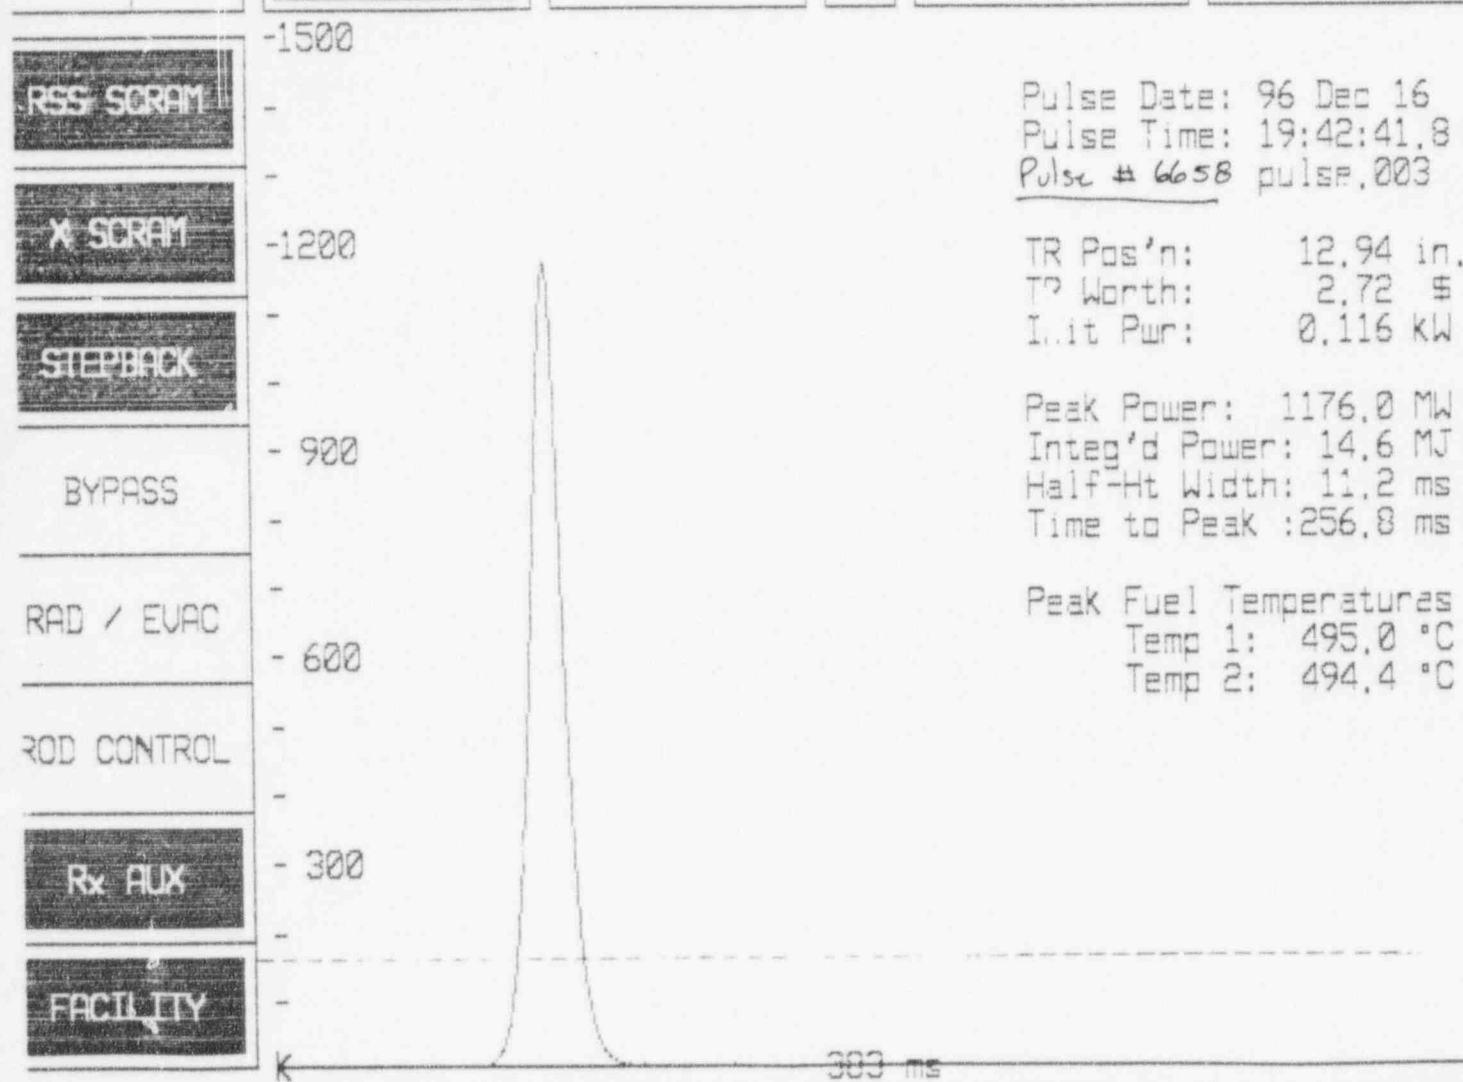 RSS SCRAM
X SCRAM
STEPBACK
BYPASS
RAD / EVAC
ROD CONTROL
Rx AUX
FACILITY
-1500
-1200
- 900
- 600
- 300
383 ms
Pulse Date: 96 Dec 16
Pulse Time: 19:42:41.8
Pulse # 6658 pulse.003
TR Pos'n: 12.94 in.
Worth: 2.72 $
Pwr: 0.116 kW
Peak Power: 1176.0 MW
Integ'd Power: 14.6 MJ
Half-Ht Width: 11.2 ms
Time to Peak :256.8 ms
Peak Fuel Temperatures
Temp 1: 495.0 °C
Temp 2: 494.4 °C